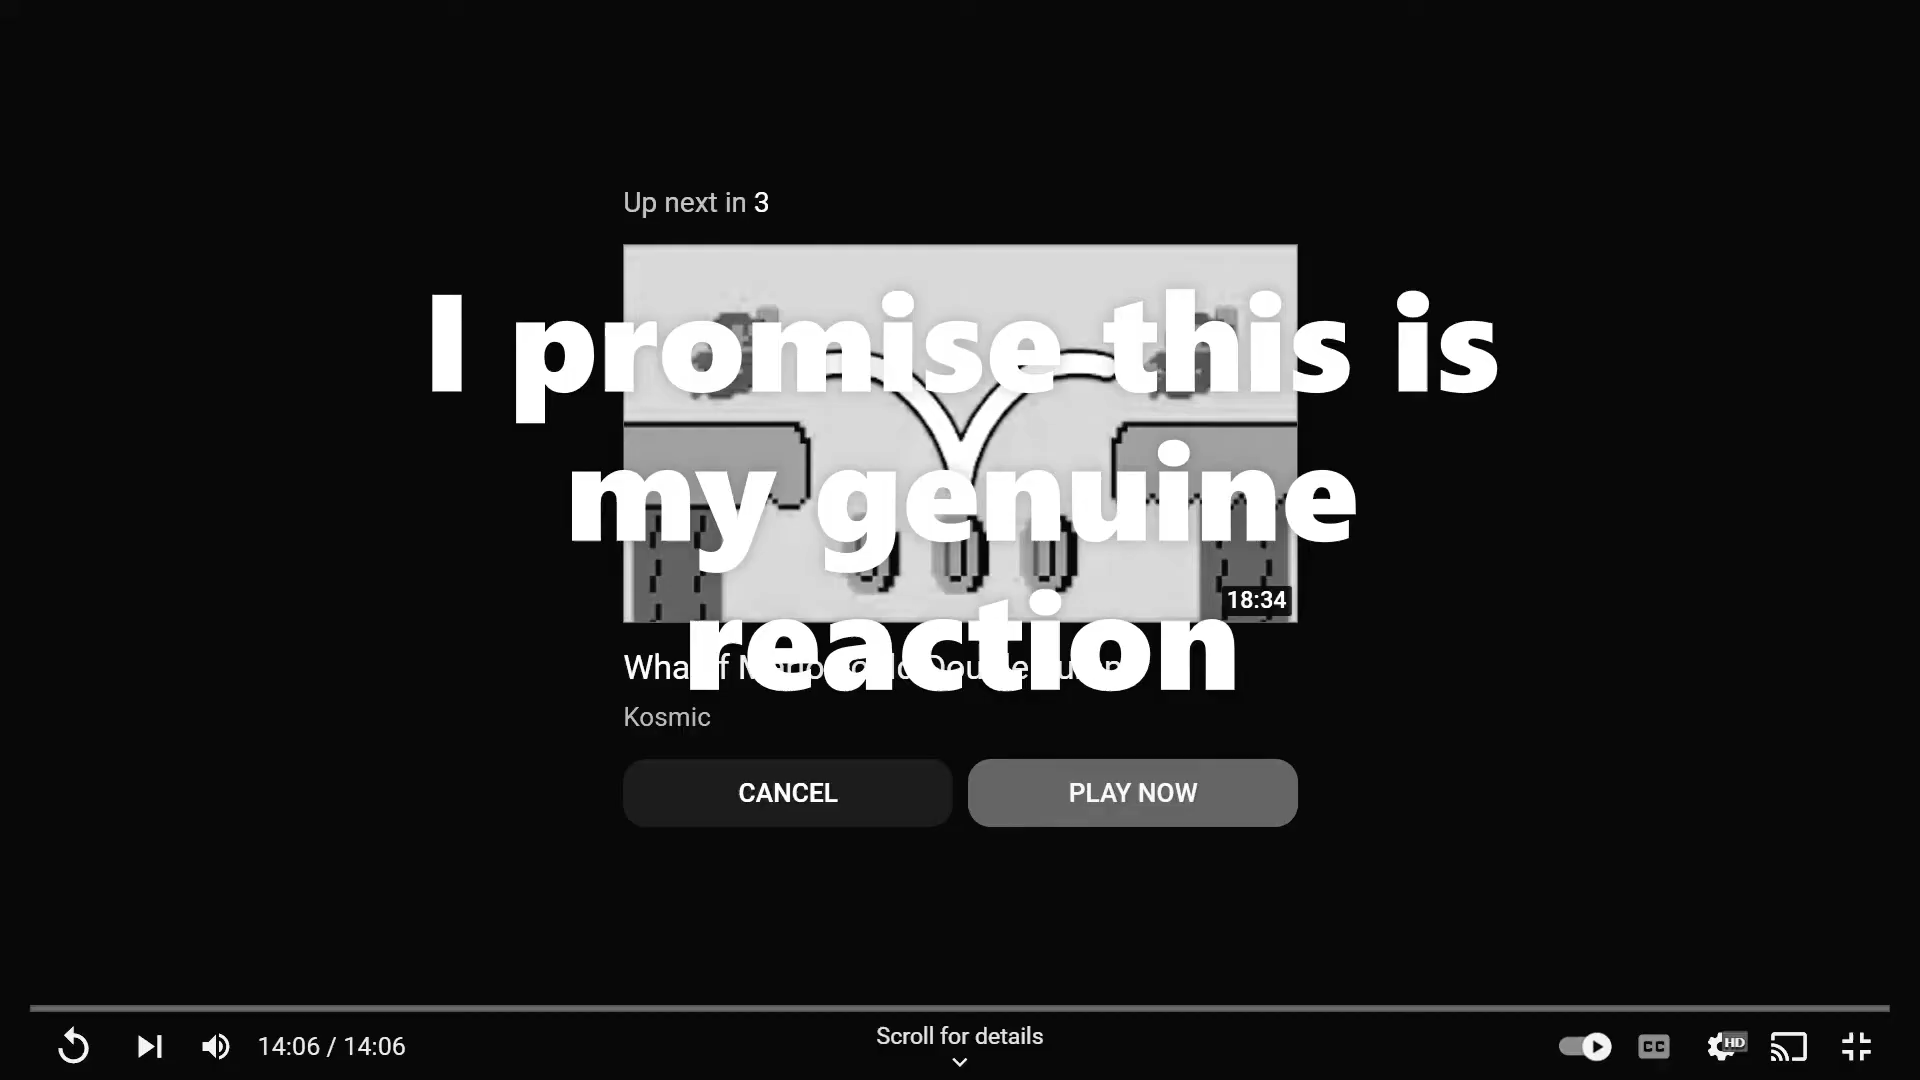 Up next in 3
I promise this is
my genuine
reaction
18:34
Kosmic
CANCEL
PLAY NOW
14:06 / 14:06
Scroll for details
CC
HD